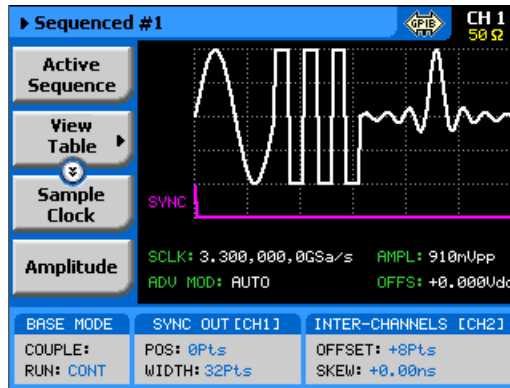 Sequenced #1
GPIB
CH 1
50 Ω
Active
Sequence
View
Table
Sample
Clock
Amplitude
SYNC
SCLK: 3.300,000,0GSa/s AMPL: 910mVpp
ADV MOD: AUTO OFFS: +0.000Vdc
BASE MODE SYNC OUT [CH1] INTER-CHANNELS [CH2]
COUPLE: POS: 0Pts OFFSET: +8Pts
RUN: CONT WIDTH: 32Pts SKEW: +0.00ns